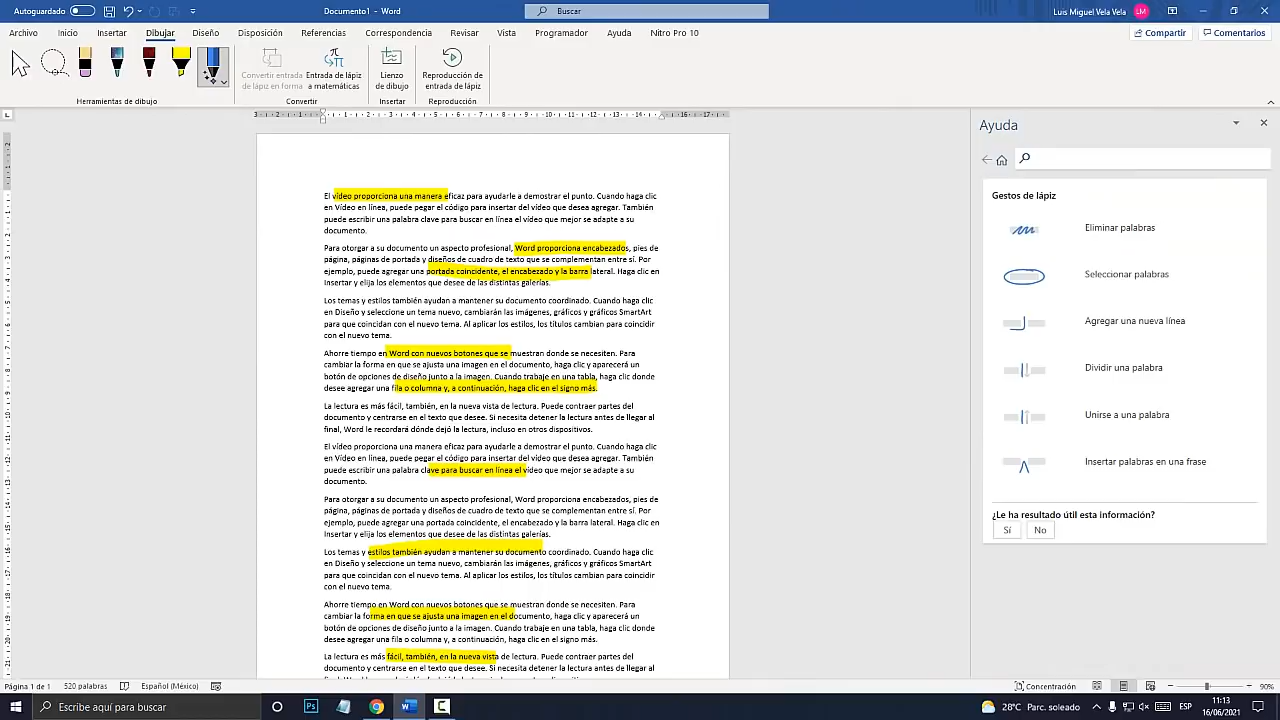 Autoguardado
Documento1 - Word
Buscar
Luis Miguel Vela Vela
LM
Archivo Inicio Insertar Dibujar Diseño Disposición Referencias Correspondencia Revisar Vista Programador Ayuda Nitro Pro 10
Compartir
Comentarios
Convertir entrada de lápiz en forma
Entrada de lápiz a matemáticas
Lienzo de dibujo
Reproducción de entrada de lápiz
Herramientas de dibujo
Convertir
Insertar
Reproducción
El vídeo proporciona una manera eficaz para ayudarle a demostrar el punto. Cuando haga clic
en Vídeo en línea, puede pegar el código para insertar del vídeo que desea agregar. También
puede escribir una palabra clave para buscar en línea el vídeo que mejor se adapte a su
documento.
Para otorgar a su documento un aspecto profesional, Word proporciona encabezados, pies de
página, páginas de portada y diseños de cuadro de texto que se complementan entre sí. Por
ejemplo, puede agregar una portada coincidente, el encabezado y la barra lateral. Haga clic en
Insertar y elija los elementos que desee de las distintas galerías.
Los temas y estilos también ayudan a mantener su documento coordinado. Cuando haga clic
en Diseño y seleccione un tema nuevo, cambiarán las imágenes, gráficos y gráficos SmartArt
para que coincidan con el nuevo tema. Al aplicar los estilos, los títulos cambian para coincidir
con el nuevo tema.
Ahorre tiempo en Word con nuevos botones que se muestran donde se necesiten. Para
cambiar la forma en que se ajusta una imagen en el documento, haga clic y aparecerá un
botón de opciones de diseño junto a la imagen. Cuando trabaje en una tabla, haga clic donde
desee agregar una fila o columna y, a continuación, haga clic en el signo más.
La lectura es más fácil, también, en la nueva vista de lectura. Puede contraer partes del
documento y centrarse en el texto que desee. Si necesita detener la lectura antes de llegar al
final, Word le recordará dónde dejó la lectura, incluso en otros dispositivos.
El vídeo proporciona una manera eficaz para ayudarle a demostrar el punto. Cuando haga clic
en Vídeo en línea, puede pegar el código para insertar del vídeo que desea agregar. También
puede escribir una palabra clave para buscar en línea el vídeo que mejor se adapte a su
documento.
Para otorgar a su documento un aspecto profesional, Word proporciona encabezados, pies de
página, páginas de portada y diseños de cuadro de texto que se complementan entre sí. Por
ejemplo, puede agregar una portada coincidente, el encabezado y la barra lateral. Haga clic en
Insertar y elija los elementos que desee de las distintas galerías.
Los temas y estilos también ayudan a mantener su documento coordinado. Cuando haga clic
en Diseño y seleccione un tema nuevo, cambiarán las imágenes, gráficos y gráficos SmartArt
para que coincidan con el nuevo tema. Al aplicar los estilos, los títulos cambian para coincidir
con el nuevo tema.
Ahorre tiempo en Word con nuevos botones que se muestran donde se necesiten. Para
cambiar la forma en que se ajusta una imagen en el documento, haga clic y aparecerá un
botón de opciones de diseño junto a la imagen. Cuando trabaje en una tabla, haga clic donde
desee agregar una fila o columna y, a continuación, haga clic en el signo más.
La lectura es más fácil, también, en la nueva vista de lectura. Puede contraer partes del
documento y centrarse en el texto que desee. Si necesita detener la lectura antes de llegar al
Ayuda
Gestos de lápiz
Eliminar palabras
Seleccionar palabras
Agregar una nueva línea
Dividir una palabra
Unirse a una palabra
Insertar palabras en una frase
¿Le ha resultado útil esta información?
Sí No
Página 1 de 1 520 palabras Español (México) Concentración 90%
Escribe aquí para buscar
28°C Parc. soleado
ESP
11:13
16/06/2021